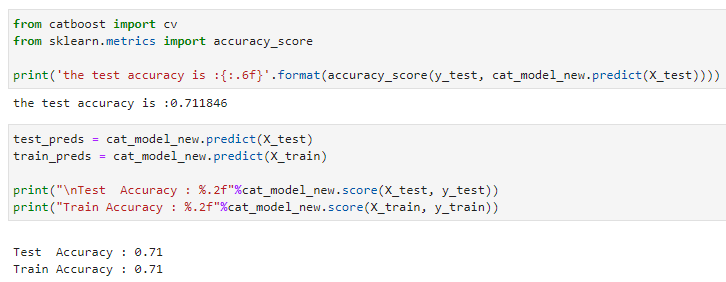 from catboost import cv
from sklearn.metrics import accuracy_score
print('the test accuracy is :{:.6f}'.format(accuracy_score(y_test, cat_model_new.predict(X_test))))
the test accuracy is :0.711846
test_preds = cat_model_new.predict(X_test)
train_preds = cat_model_new.predict(X_train)
print("\nTest  Accuracy : %.2f"%cat_model_new.score(X_test, y_test))
print("Train Accuracy : %.2f"%cat_model_new.score(X_train, y_train))
Test  Accuracy : 0.71
Train Accuracy : 0.71